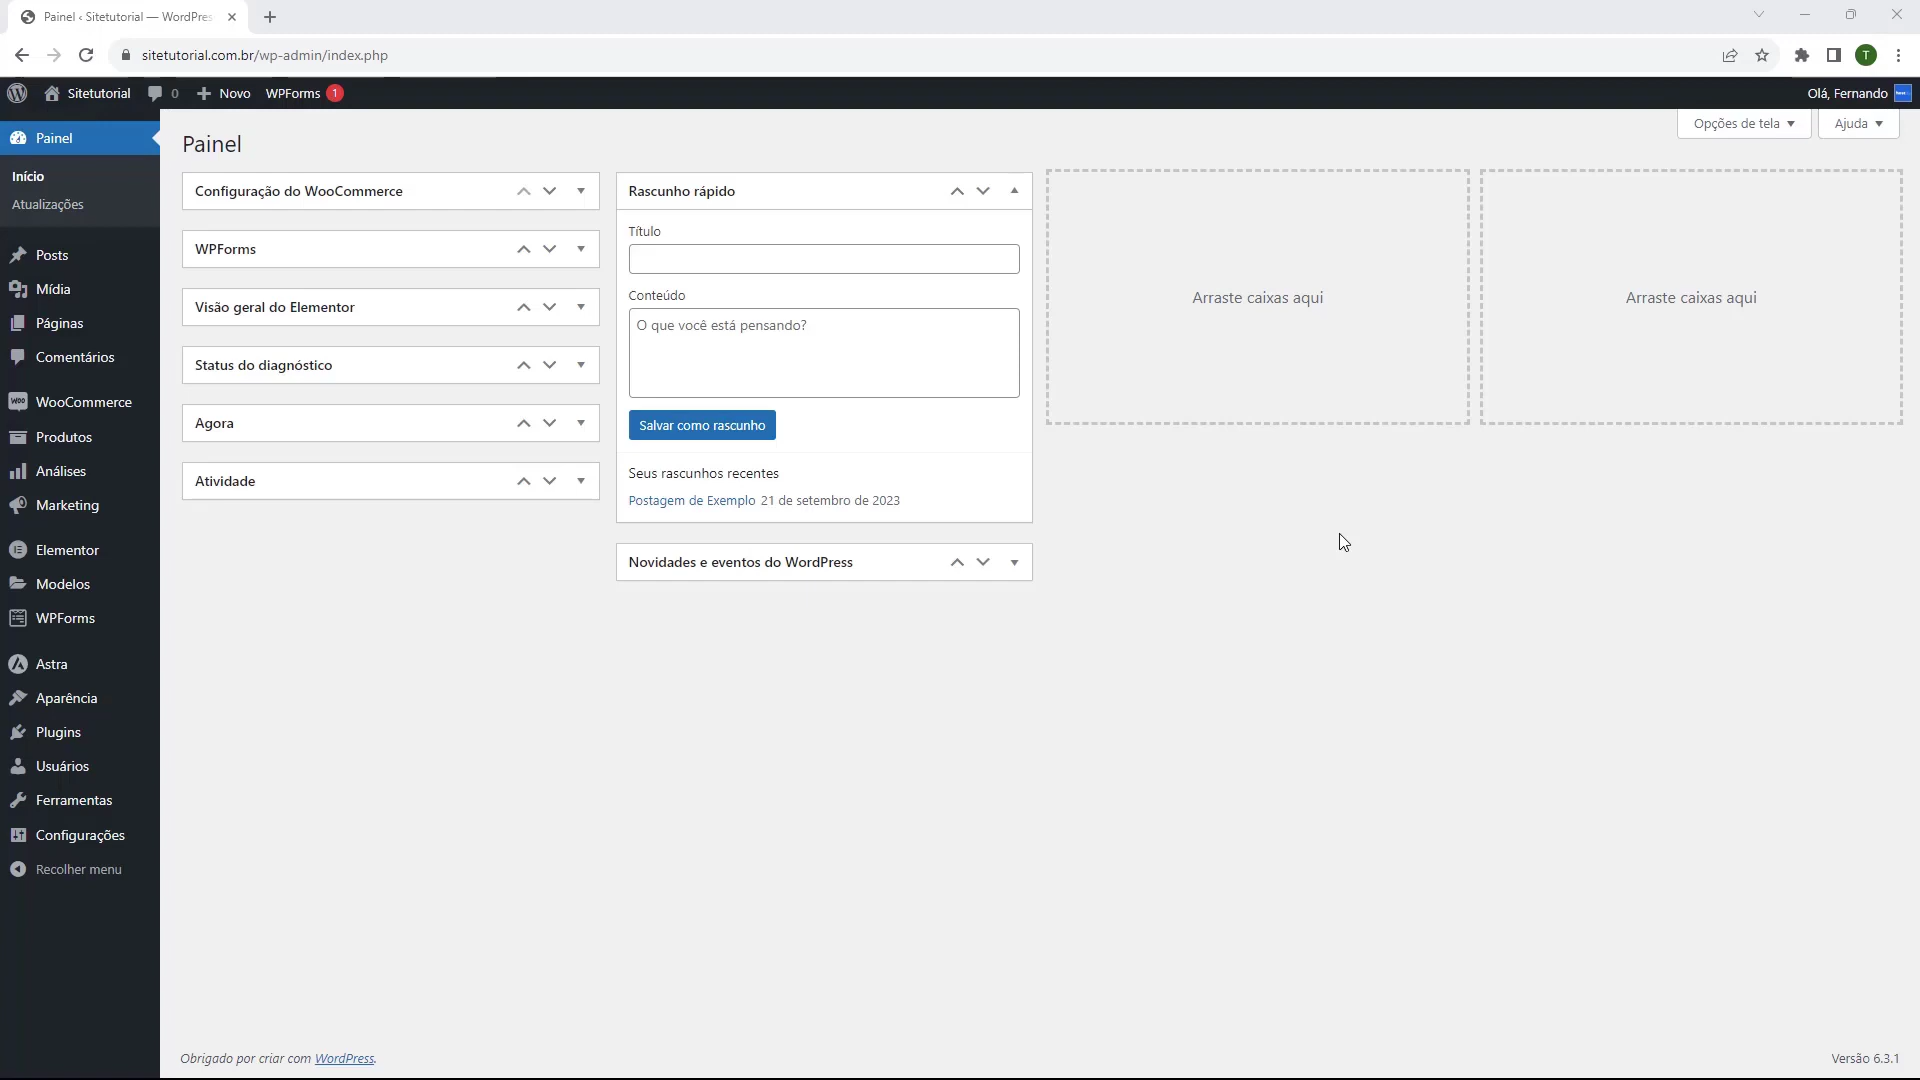 Painel ‹ Sitetutorial — WordPres
sitetutorial.com.br/wp-admin/index.php
T
Sitetutorial
0
Novo
WPForms 1
Olá, Fernando
Painel
Início
Atualizações
Posts
Mídia
Páginas
Comentários
WooCommerce
Produtos
Análises
Marketing
Elementor
Modelos
WPForms
Astra
Aparência
Plugins
Usuários
Ferramentas
Configurações
Recolher menu
Opções de tela
Ajuda
Painel
Configuração do WooCommerce
WPForms
Visão geral do Elementor
Status do diagnóstico
Agora
Atividade
Rascunho rápido
Título
Conteúdo
O que você está pensando?
Salvar como rascunho
Seus rascunhos recentes
Postagem de Exemplo 21 de setembro de 2023
Novidades e eventos do WordPress
Arraste caixas aqui
Arraste caixas aqui
Obrigado por criar com WordPress.
Versão 6.3.1